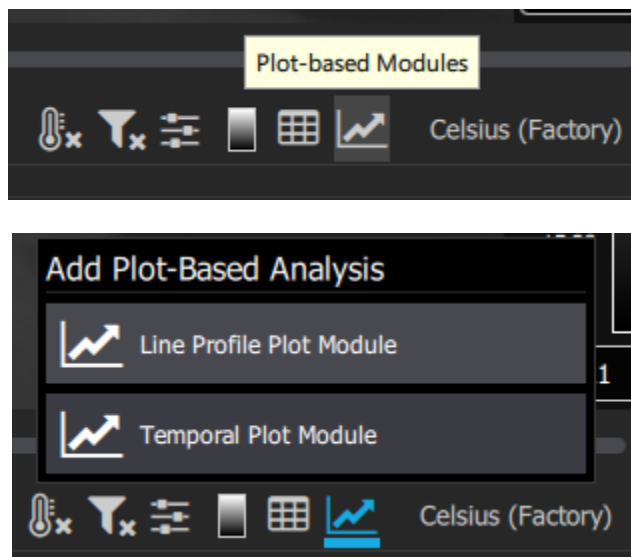 Plot-based Modules
Celsius (Factory)
Add Plot-Based Analysis
Line Profile Plot Module
1
Temporal Plot Module
Celsius (Factory)